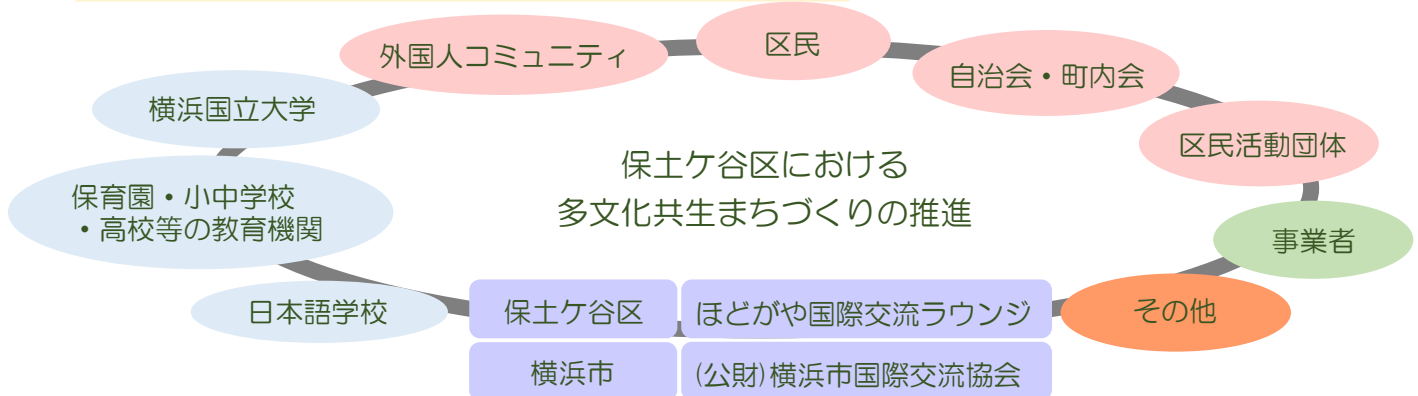 区民
外国人コミュニティ
自治会・町内会
横浜国立大学
区民活動団体
保土ケ谷区における
多文化共生まちづくりの推進
保育園・小中学校
・高校等の教育機関
事業者
日本語学校
保土ケ谷区
ほどがや国際交流ラウンジ
その他
横浜市
(公財)横浜市国際交流協会